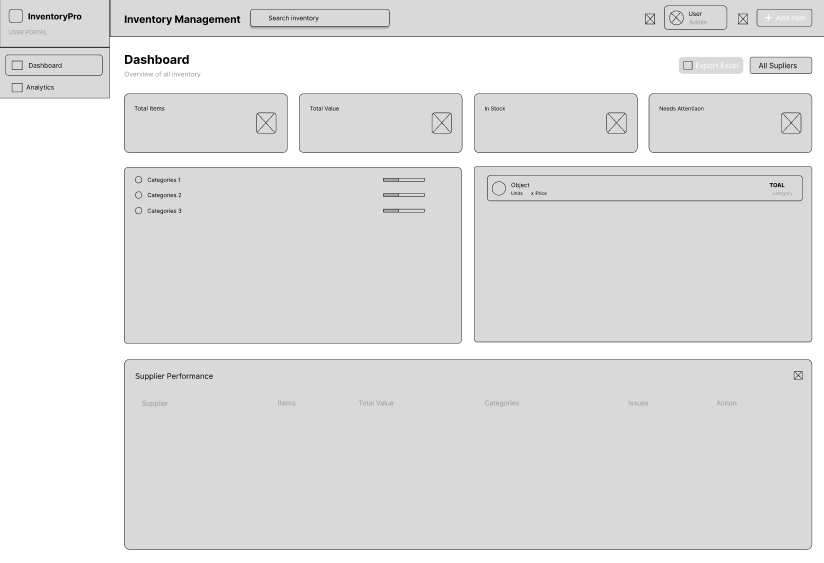 InventoryPro
USER PORTAL
Dashboard
Analytics
Inventory Management
Search inventory
User
Admin
Add Item
Dashboard
Overview of all inventory
Export Excel
All Supliers
Total Items
Total Value
In Stock
Needs Attentiaon
Categories 1
Categories 2
Categories 3
Object
Units x Price
TOAL
category
Supplier Performance
Supplier Items Total Value Categories Issues Acrion